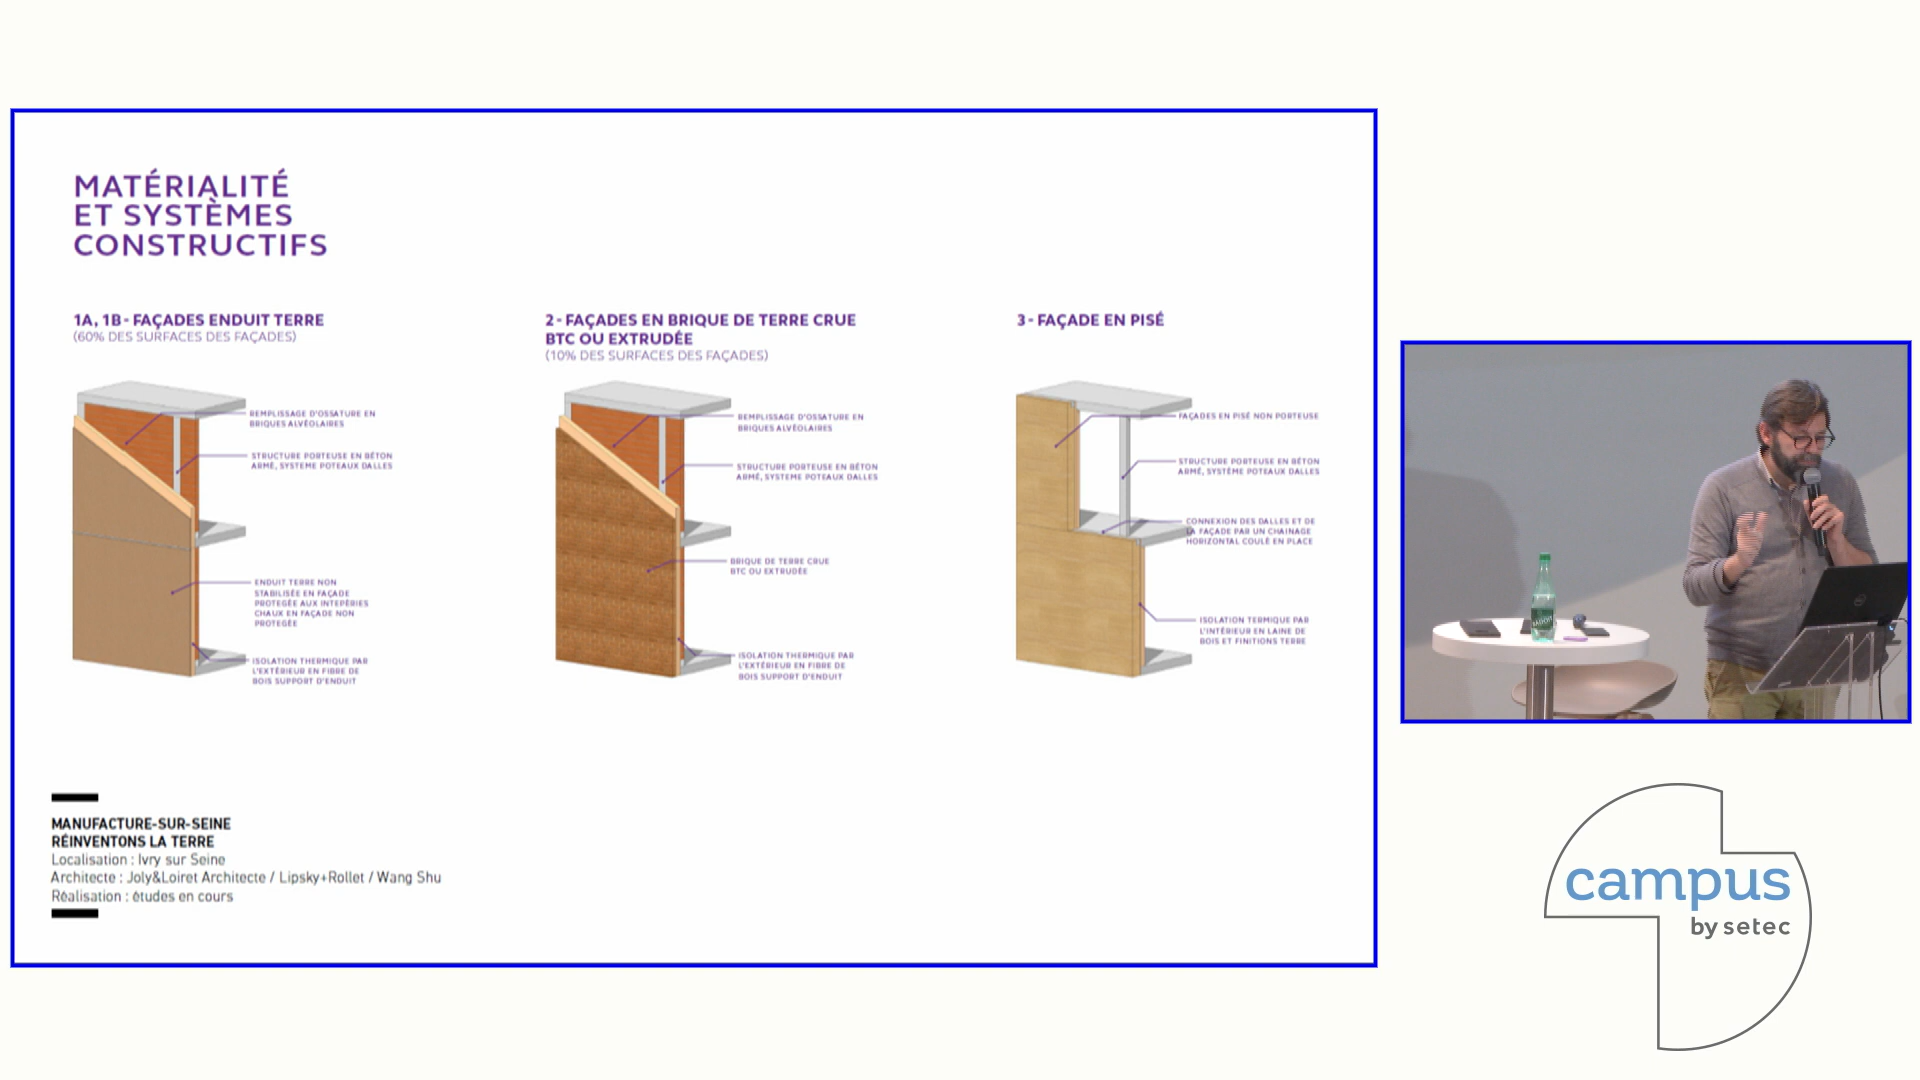 MATÉRIALITÉ
ET SYSTÈMES
CONSTRUCTIFS
1A, 1B - FAÇADES ENDUIT TERRE
(60% DES SURFACES DES FAÇADES)
REMPLISSAGE D'OSSATURE EN
BRIQUES ALVÉOLAIRES
STRUCTURE PORTEUSE EN BÉTON
ARMÉ, SYSTEME POTEAUX DALLES
ENDUIT TERRE NON
STABILISÉE EN FAÇADE
PROTEGÉE AUX INTEPÉRIES
CHAUX EN FAÇADE NON
PROTEGÉE
ISOLATION THERMIQUE PAR
L'EXTÉRIEUR EN FIBRE DE
BOIS SUPPORT D'ENDUIT
2 - FAÇADES EN BRIQUE DE TERRE CRUE
BTC OU EXTRUDÉE
(10% DES SURFACES DES FAÇADES)
REMPLISSAGE D'OSSATURE EN
BRIQUES ALVÉOLAIRES
STRUCTURE PORTEUSE EN BÉTON
ARMÉ, SYSTEME POTEAUX DALLES
BRIQUE DE TERRE CRUE
BTC OU EXTRUDÉE
ISOLATION THERMIQUE PAR
L'EXTÉRIEUR EN FIBRE DE
BOIS SUPPORT D'ENDUIT
3 - FAÇADE EN PISÉ
FAÇADES EN PISÉ NON PORTEUSE
STRUCTURE PORTEUSE EN BÉTON
ARMÉ, SYSTÈME POTEAUX DALLES
CONNEXION DES DALLES ET DE
LA FAÇADE PAR UN CHAINAGE
HORIZONTAL COULÉ EN PLACE
ISOLATION TERMIQUE PAR
L'INTÉRIEUR EN LAINE DE
BOIS ET FINITIONS TERRE
MANUFACTURE-SUR-SEINE
RÉINVENTONS LA TERRE
Localisation : Ivry sur Seine
Architecte : Joly&Loiret Architecte / Lipsky+Rollet / Wang Shu
Réalisation : études en cours
campus
by setec